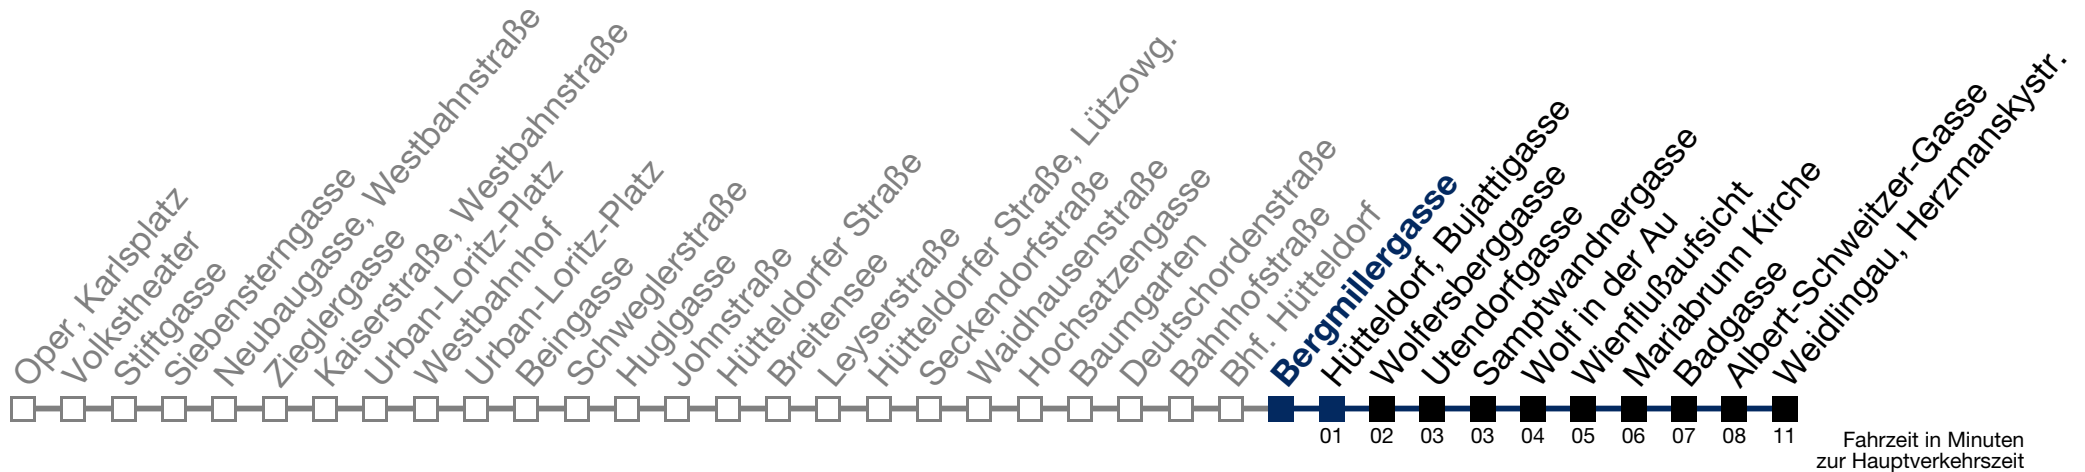 Oper, Karlsplatz
Volkstheater
Stiftgasse
Siebensterngasse
Neubaugasse, Westbahnstraße
Zieglergasse
Kaiserstraße, Westbahnstraße
Urban-Loritz-Platz
Westbahnhof
Urban-Loritz-Platz
Beingasse
Schweglerstraße
Huglgasse
Johnstraße
Hütteldorfer Straße
Breitensee
Leyserstraße
Hütteldorfer Straße, Lützowg.
Seckendorfstraße
Waidhausenstraße
Hochsatzengasse
Baumgarten
Deutschordenstraße
Bahnhofstraße
Bhf. Hütteldorf
Bergmillergasse
Hütteldorf, Bujattigasse
Wolfersberggasse
Utendorfgasse
Samptwandnergasse
Wolf in der Au
Wienflußaufsicht
Mariabrunn Kirche
Badgasse
Albert-Schweitzer-Gasse
Weidlingau, Herzmanskystr.
01 02 03 03 04 05 06 07 08 11
Fahrzeit in Minuten
zur Hauptverkehrszeit